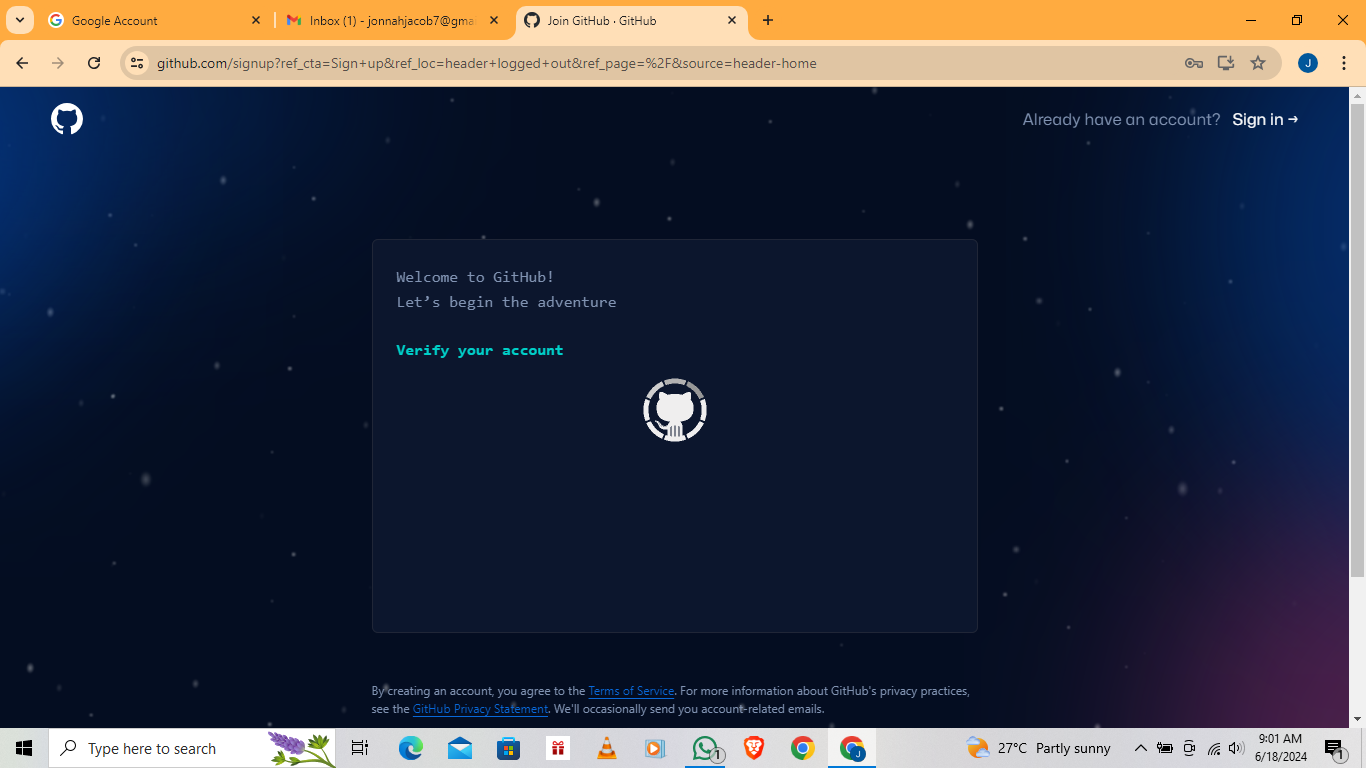 Google Account
Inbox (1) - jonnahjacob7@gma
Join GitHub · GitHub
github.com/signup?ref_cta=Sign+up&ref_loc=header+logged+out&ref_page=%2F&source=header-home
J
Already have an account? Sign in →
Welcome to GitHub!
Let’s begin the adventure
Verify your account
By creating an account, you agree to the Terms of Service. For more information about GitHub's privacy practices,
see the GitHub Privacy Statement. We'll occasionally send you account-related emails.
Type here to search
1
J
27°C Partly sunny
9:01 AM
6/18/2024
1